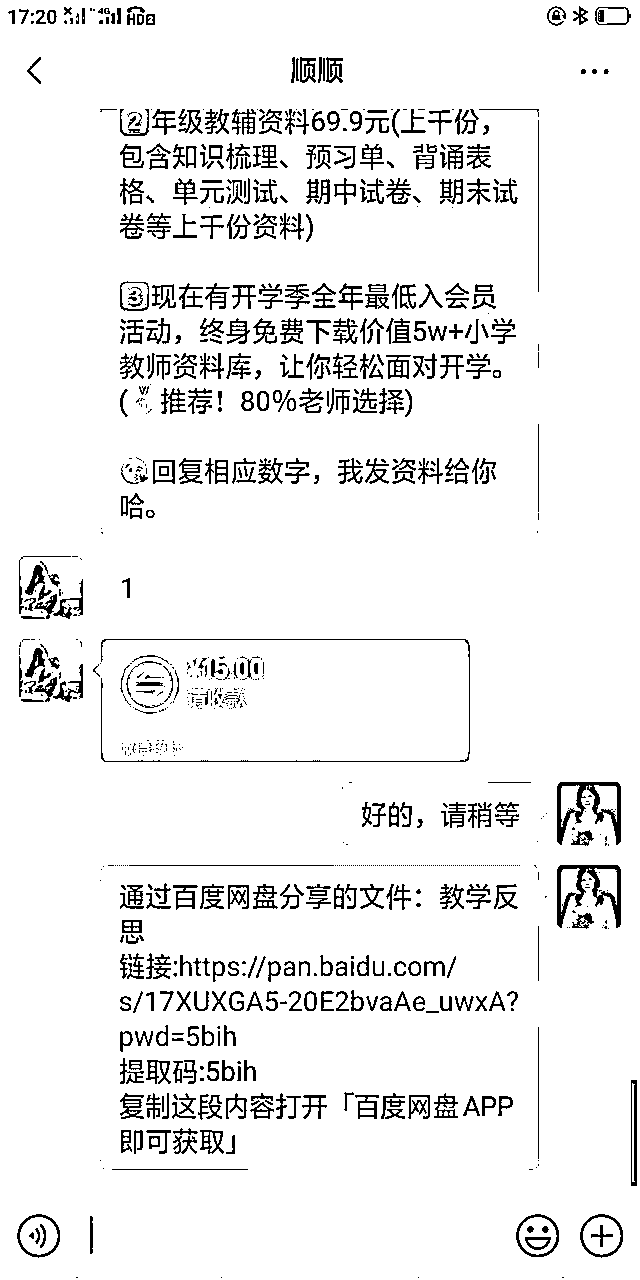 17:20
顺顺
2年级教辅资料69.9元(上千份，
包含知识梳理、预习单、背诵表
格、单元测试、期中试卷、期末试
卷等上千份资料)
3现在有开学季全年最低入会员
活动，终身免费下载价值5w+小学
教师资料库，让你轻松面对开学。
(推荐！80%老师选择)
回复相应数字，我发资料给你
哈。
1
¥15.00
请收款
好的，请稍等
通过百度网盘分享的文件：教学反
思
链接:https://pan.baidu.com/
s/17XUXGA5-20E2bvaAe_uwxA?
pwd=5bih
提取码:5bih
复制这段内容打开「百度网盘APP
即可获取」